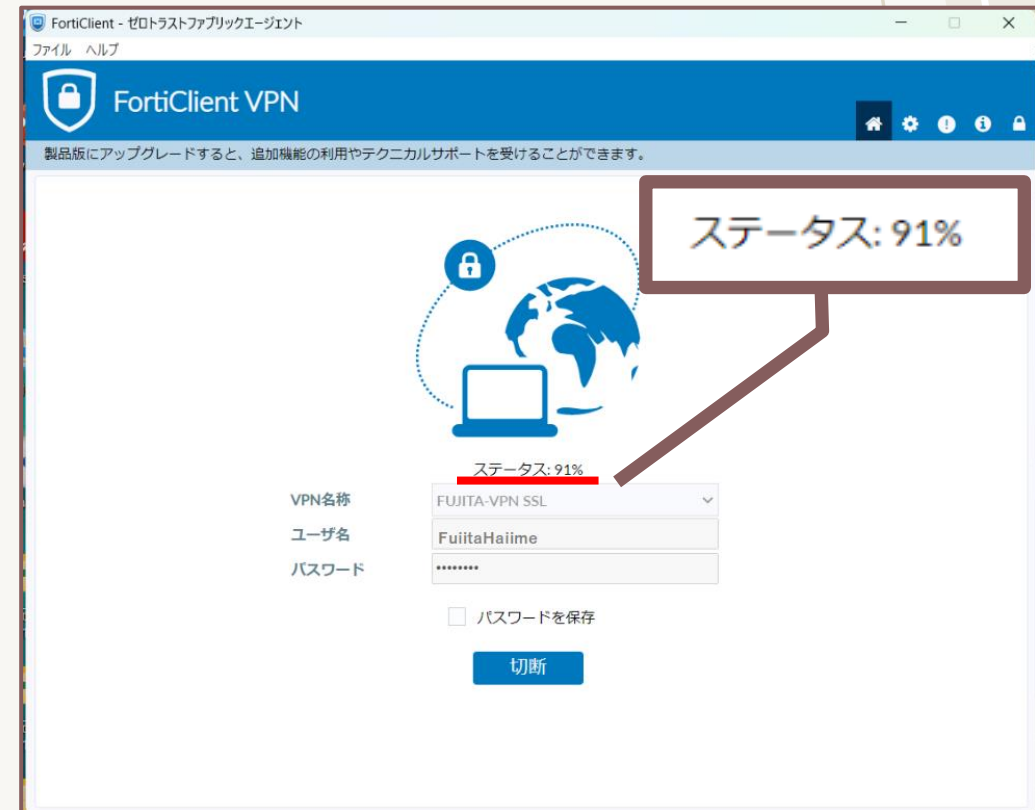 FortiClient - ゼロトラストファブリックエージェント
ファイル ヘルプ
FortiClient VPN
製品版にアップグレードすると、追加機能の利用やテクニカルサポートを受けることができます。
ステータス: 91%
ステータス: 91%
VPN名称 FUJITA-VPN SSL
ユーザ名 FuiitaHaiime
パスワード ••••••••
パスワードを保存
切断